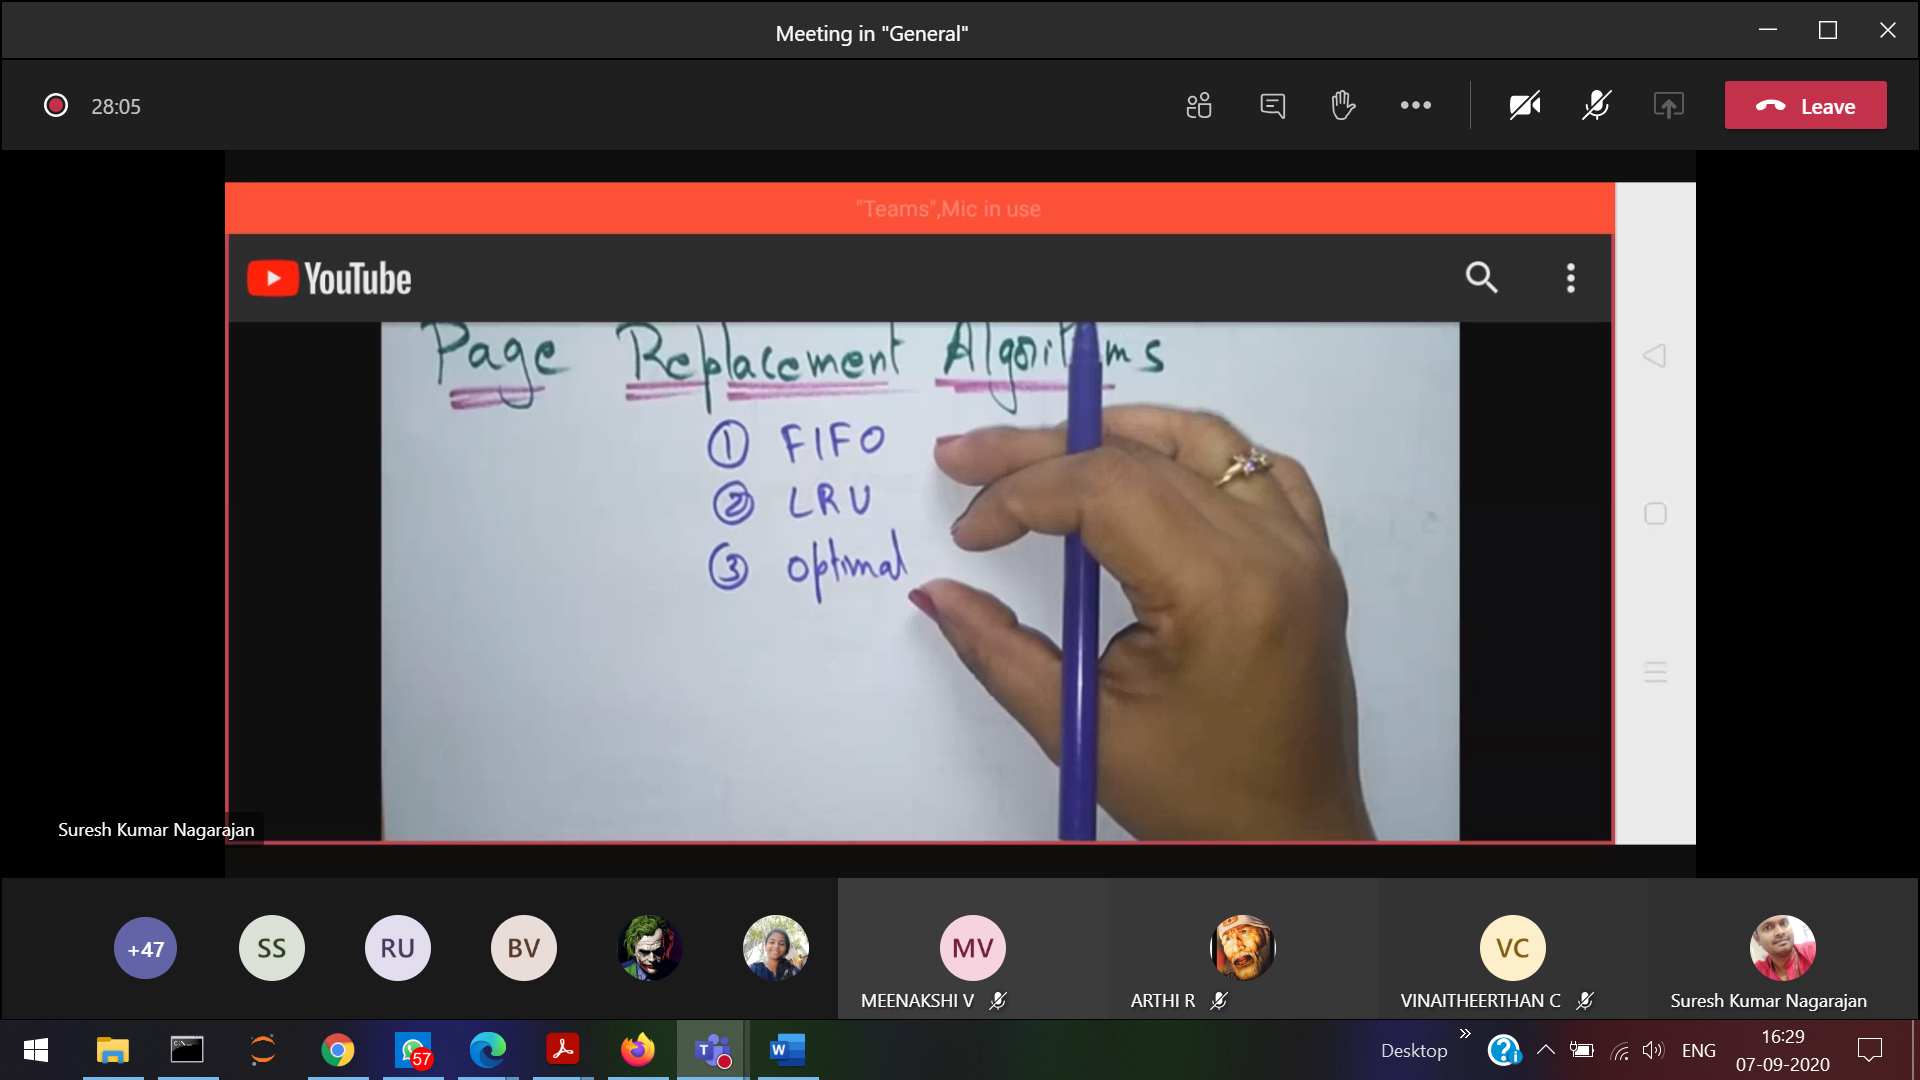 Meeting in "General"
28:05
Leave
"Teams",Mic in use
YouTube
Page Replacement Algorithms
① FIFO
② LRU
③ optimal
Suresh Kumar Nagarajan
+47
SS
RU
BV
MV
VC
MEENAKSHI V
ARTHI R
VINAITHEERTHAN C
Suresh Kumar Nagarajan
57
Desktop
ENG
16:29
07-09-2020